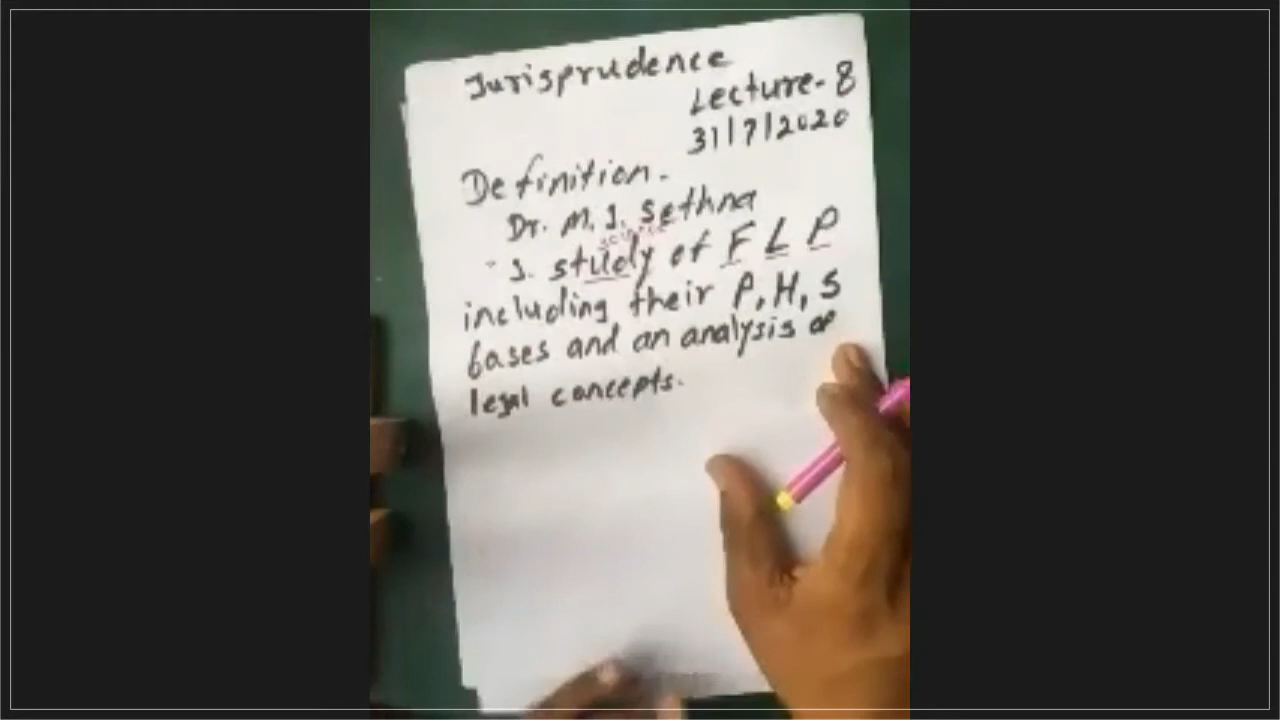 Jurisprudence
Lecture-8
31/7/2020
Definition.
Dr. M. J. Sethna
science
J. study of F L P
including their P, H, S
bases and an analysis of
legal concepts.